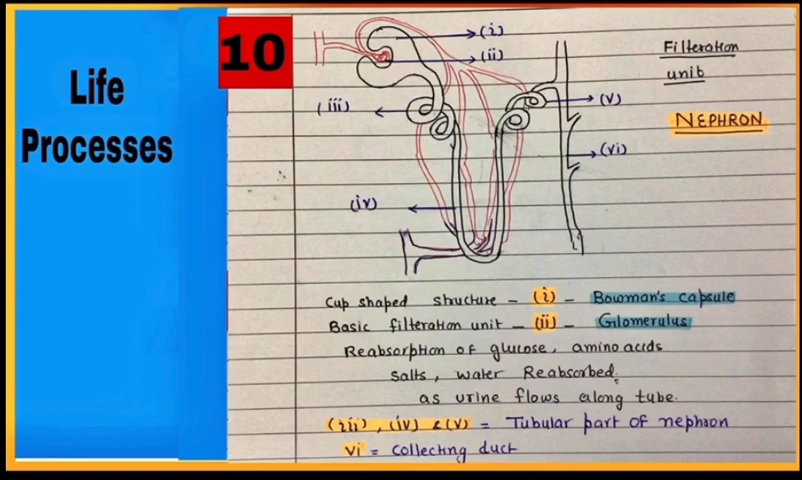 Life
Processes
10
(i)
(ii)
(iii)
(iv)
(v)
(vi)
Filteration
unit
NEPHRON
Cup shaped structure - (i) - Bowman's capsule
Basic filteration unit - (ii) - Glomerulus
Reabsorption of glucose, amino acids
salts, water Reabsorbed.
as urine flows along tube.
(iii), (iv) & (v) = Tubular part of nephron
vi = collecting duct